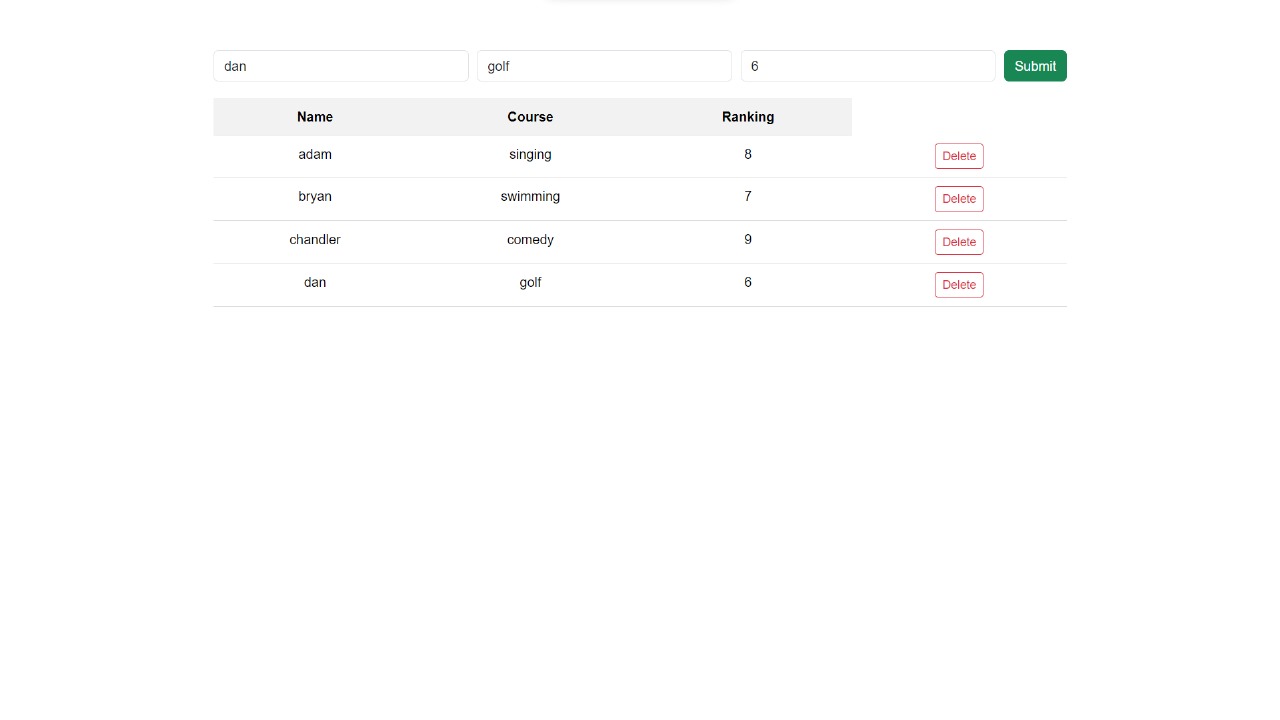 dan golf 6 Submit
Name Course Ranking
adam singing 8 Delete
bryan swimming 7 Delete
chandler comedy 9 Delete
dan golf 6 Delete